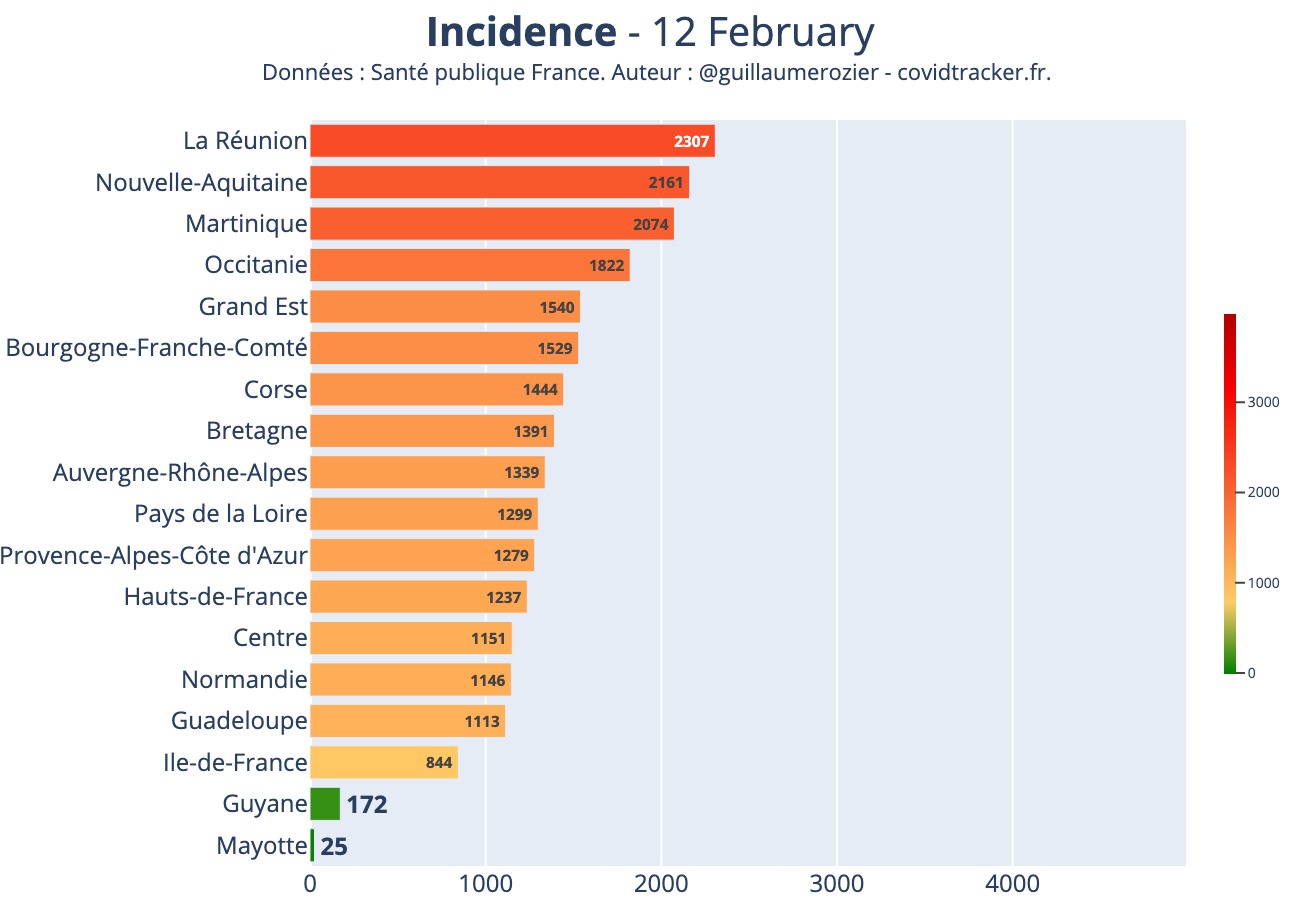 Incidence - 12 February
Données : Santé publique France. Auteur : @guillaumerozier - covidtracker.fr.
La Réunion 2307
Nouvelle-Aquitaine 2161
Martinique 2074
Occitanie 1822
Grand Est 1540
Bourgogne-Franche-Comté 1529
Corse 1444
Bretagne 1391
Auvergne-Rhône-Alpes 1339
Pays de la Loire 1299
Provence-Alpes-Côte d'Azur 1279
Hauts-de-France 1237
Centre 1151
Normandie 1146
Guadeloupe 1113
Ile-de-France 844
Guyane 172
Mayotte 25
0 1000 2000 3000 4000
3000
2000
1000
0